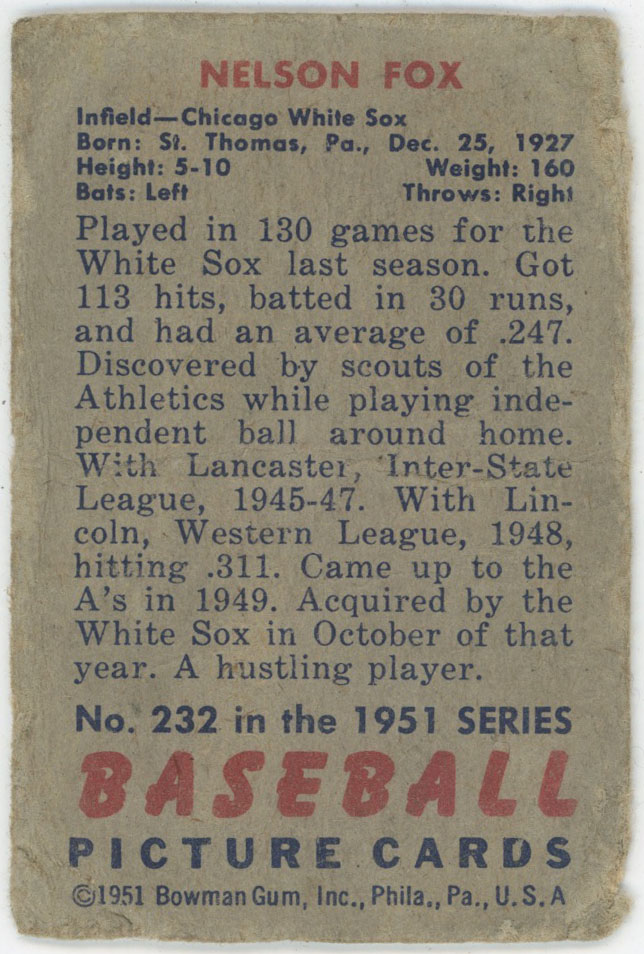 NELSON FOX
Infield—Chicago White Sox
Born: St. Thomas, Pa., Dec. 25, 1927
Height: 5-10 Weight: 160
Bats: Left Throws: Right
Played in 130 games for the
White Sox last season. Got
113 hits, batted in 30 runs,
and had an average of .247.
Discovered by scouts of the
Athletics while playing inde-
pendent ball around home.
With Lancaster, Inter-State
League, 1945-47. With Lin-
coln, Western League, 1948,
hitting .311. Came up to the
A's in 1949. Acquired by the
White Sox in October of that
year. A hustling player.
No. 232 in the 1951 SERIES
BASEBALL
PICTURE CARDS
©1951 Bowman Gum, Inc., Phila., Pa., U.S.A